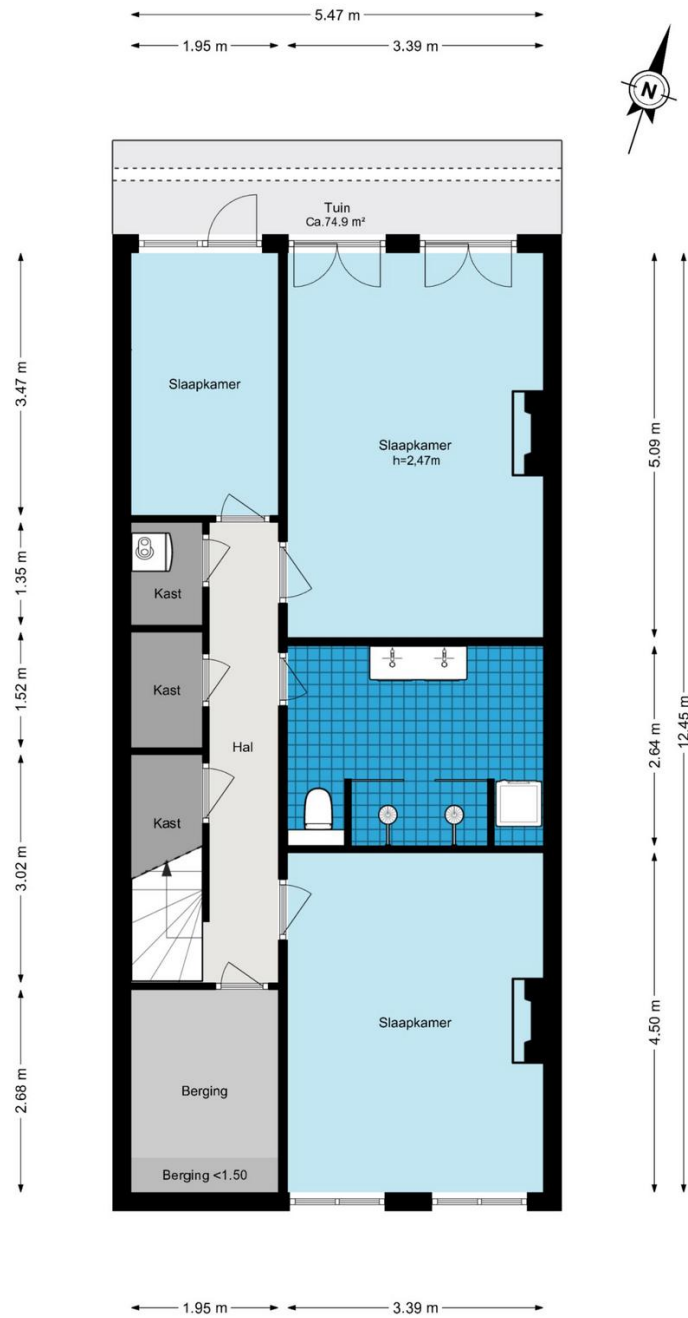 5.47 m
1.95 m
3.39 m
N
Tuin
Ca.74.9 m²
3.47 m
Slaapkamer
Slaapkamer
h=2,47m
5.09 m
1.35 m
Kast
1.52 m
Kast
Hal
2.64 m
12.45 m
3.02 m
Kast
Slaapkamer
4.50 m
2.68 m
Berging
Berging <1.50
1.95 m
3.39 m